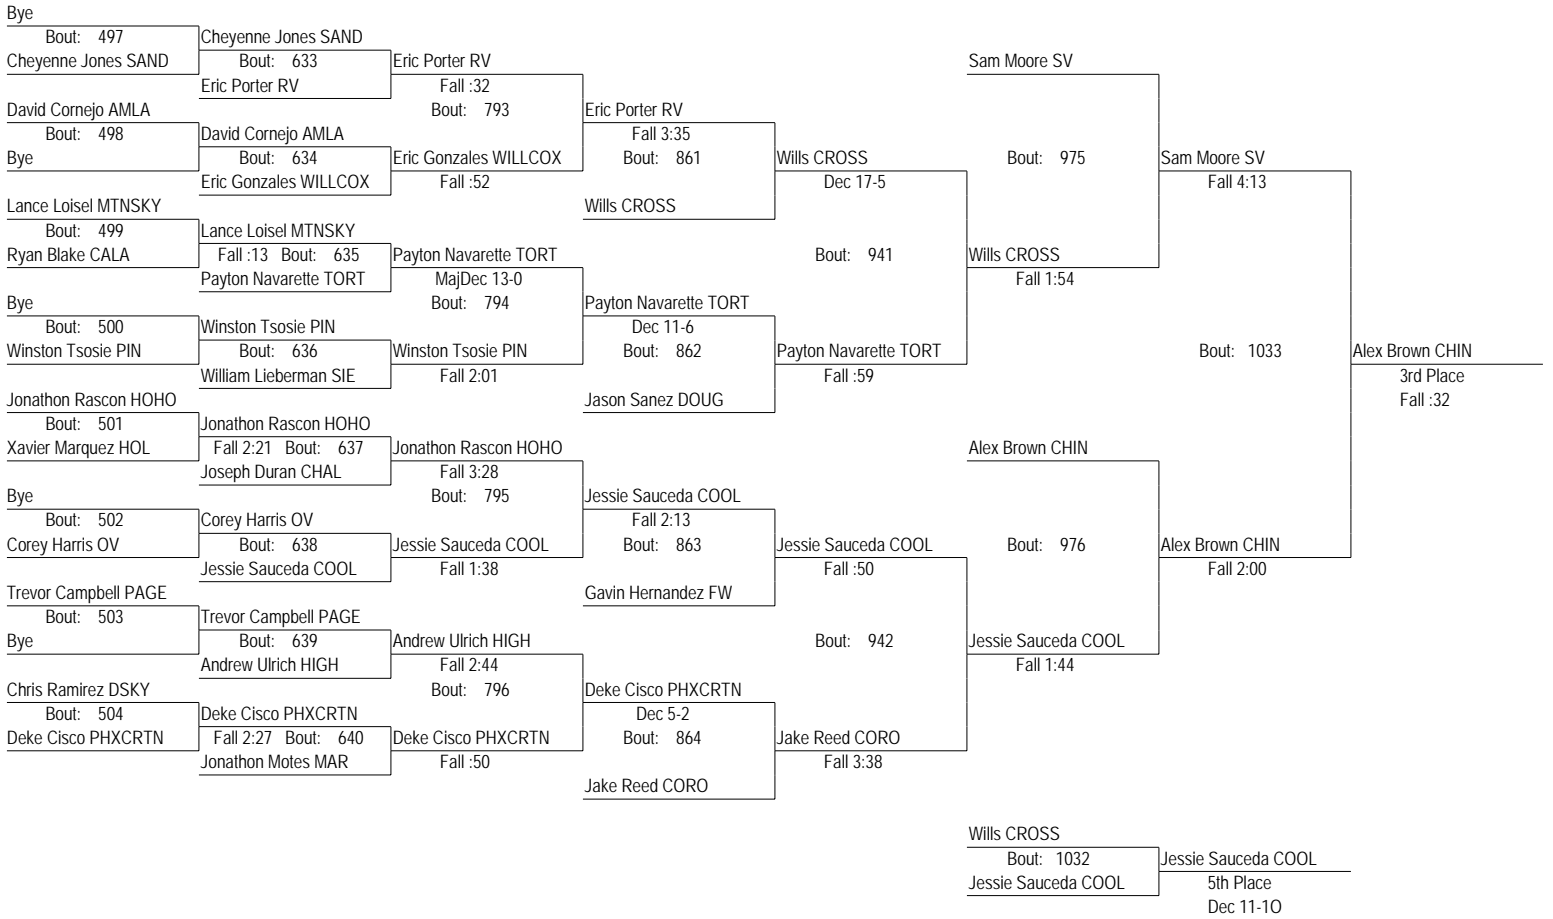 Bye
Bout: 497
Cheyenne Jones SAND
Cheyenne Jones SAND
Bout: 633
Eric Porter RV
Eric Porter RV
Fall :32
Bout: 793
David Cornejo AMLA
Bout: 498
Bye
David Cornejo AMLA
Bout: 634
Eric Gonzales WILLCOX
Eric Gonzales WILLCOX
Fall :52
Eric Porter RV
Fall 3:35
Bout: 861
Wills CROSS
Wills CROSS
Dec 17-5
Lance Loisel MTNSKY
Bout: 499
Ryan Blake CALA
Lance Loisel MTNSKY
Fall :13 Bout: 635
Payton Navarette TORT
Payton Navarette TORT
MajDec 13-0
Bout: 794
Bye
Bout: 500
Winston Tsosie PIN
Winston Tsosie PIN
Bout: 636
William Lieberman SIE
Winston Tsosie PIN
Fall 2:01
Payton Navarette TORT
Dec 11-6
Bout: 862
Jason Sanez DOUG
Payton Navarette TORT
Fall :59
Bout: 941
Wills CROSS
Fall 1:54
Sam Moore SV
Bout: 975
Sam Moore SV
Fall 4:13
Jonathon Rascon HOHO
Bout: 501
Xavier Marquez HOL
Jonathon Rascon HOHO
Fall 2:21 Bout: 637
Joseph Duran CHAL
Jonathon Rascon HOHO
Fall 3:28
Bout: 795
Bye
Bout: 502
Corey Harris OV
Corey Harris OV
Bout: 638
Jessie Sauceda COOL
Jessie Sauceda COOL
Fall 1:38
Jessie Sauceda COOL
Fall 2:13
Bout: 863
Gavin Hernandez FW
Jessie Sauceda COOL
Fall :50
Trevor Campbell PAGE
Bout: 503
Bye
Trevor Campbell PAGE
Bout: 639
Andrew Ulrich HIGH
Andrew Ulrich HIGH
Fall 2:44
Bout: 796
Chris Ramirez DSKY
Bout: 504
Deke Cisco PHXCRTN
Deke Cisco PHXCRTN
Fall 2:27 Bout: 640
Jonathon Motes MAR
Deke Cisco PHXCRTN
Fall :50
Deke Cisco PHXCRTN
Dec 5-2
Bout: 864
Jake Reed CORO
Jake Reed CORO
Fall 3:38
Bout: 942
Jessie Sauceda COOL
Fall 1:44
Alex Brown CHIN
Bout: 976
Alex Brown CHIN
Fall 2:00
Bout: 1033
Alex Brown CHIN
3rd Place
Fall :32
Wills CROSS
Bout: 1032
Jessie Sauceda COOL
Jessie Sauceda COOL
5th Place
Dec 11-1O